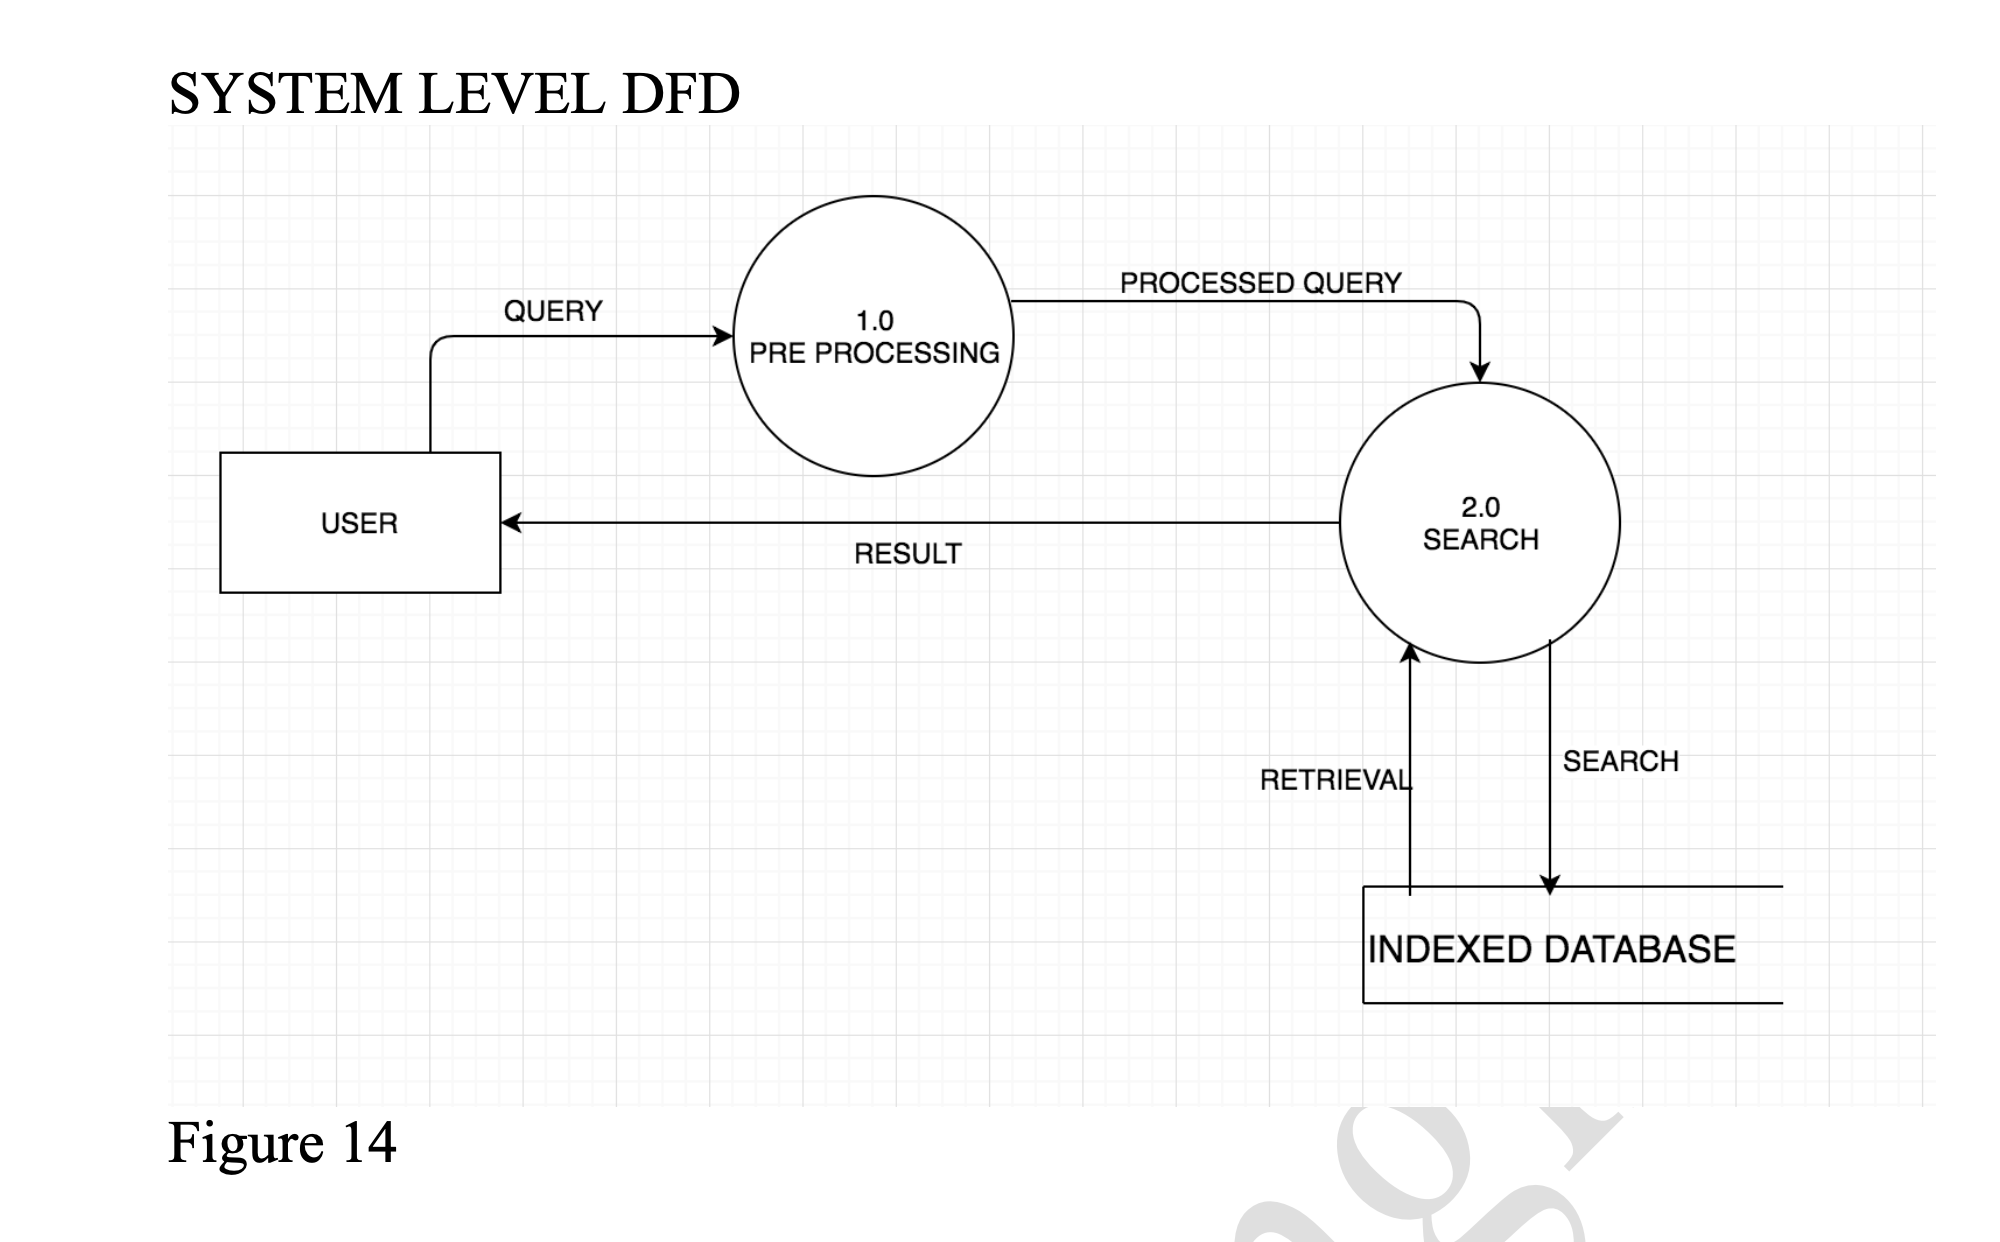 SYSTEM LEVEL DFD
QUERY
1.0
PRE PROCESSING
PROCESSED QUERY
USER
RESULT
2.0
SEARCH
RETRIEVAL
SEARCH
INDEXED DATABASE
Figure 14